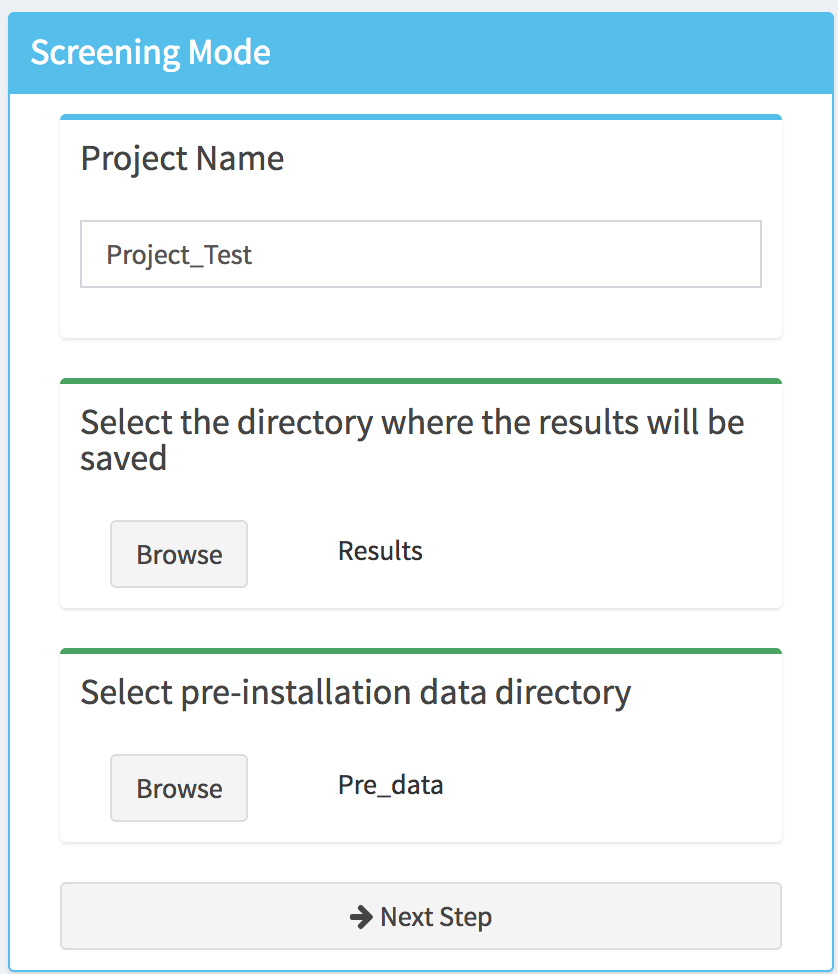 Screening Mode
Project Name
Project_Test
Select the directory where the results will be
saved
Browse
Results
Select pre-installation data directory
Browse
Pre_data
Next Step